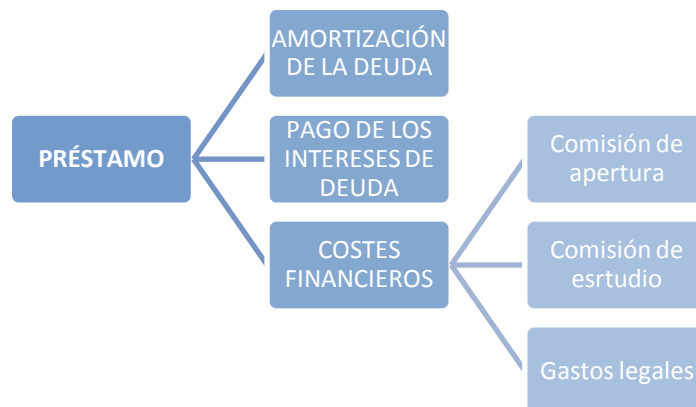 PRÉSTAMO
AMORTIZACIÓN
DE LA DEUDA
PAGO DE LOS
INTERESES DE
DEUDA
COSTES
FINANCIEROS
Comisión de
apertura
Comisión de
esrtudio
Gastos legales